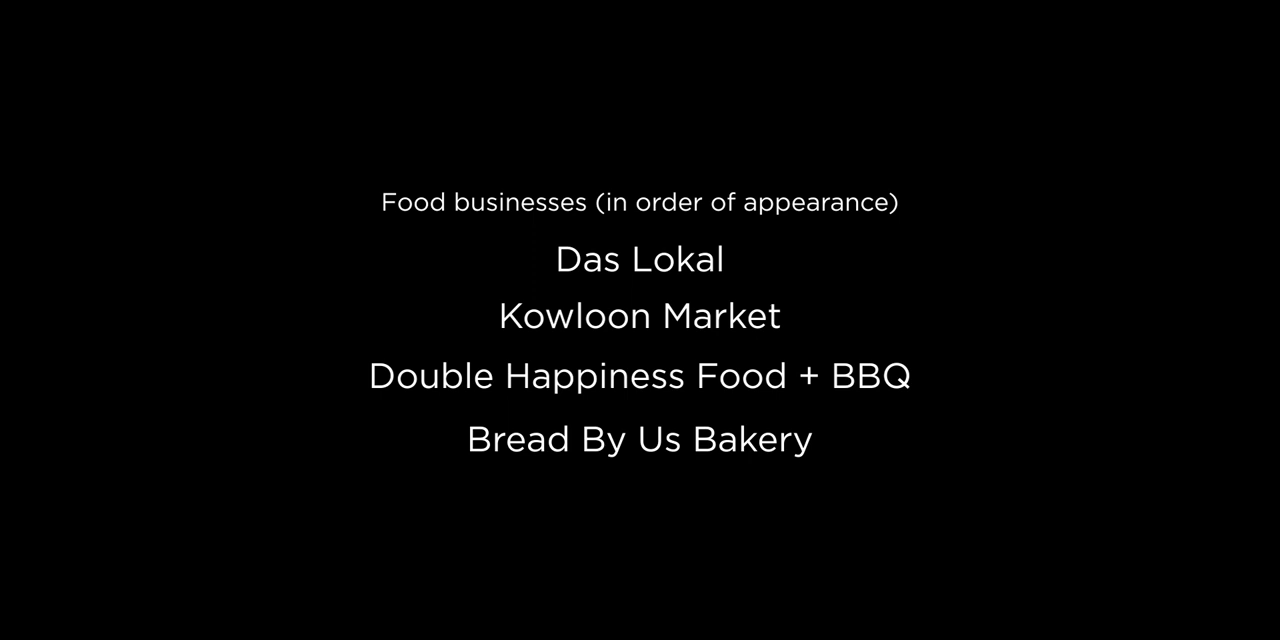 Food businesses (in order of appearance)
Das Lokal
Kowloon Market
Double Happiness Food + BBQ
Bread By Us Bakery